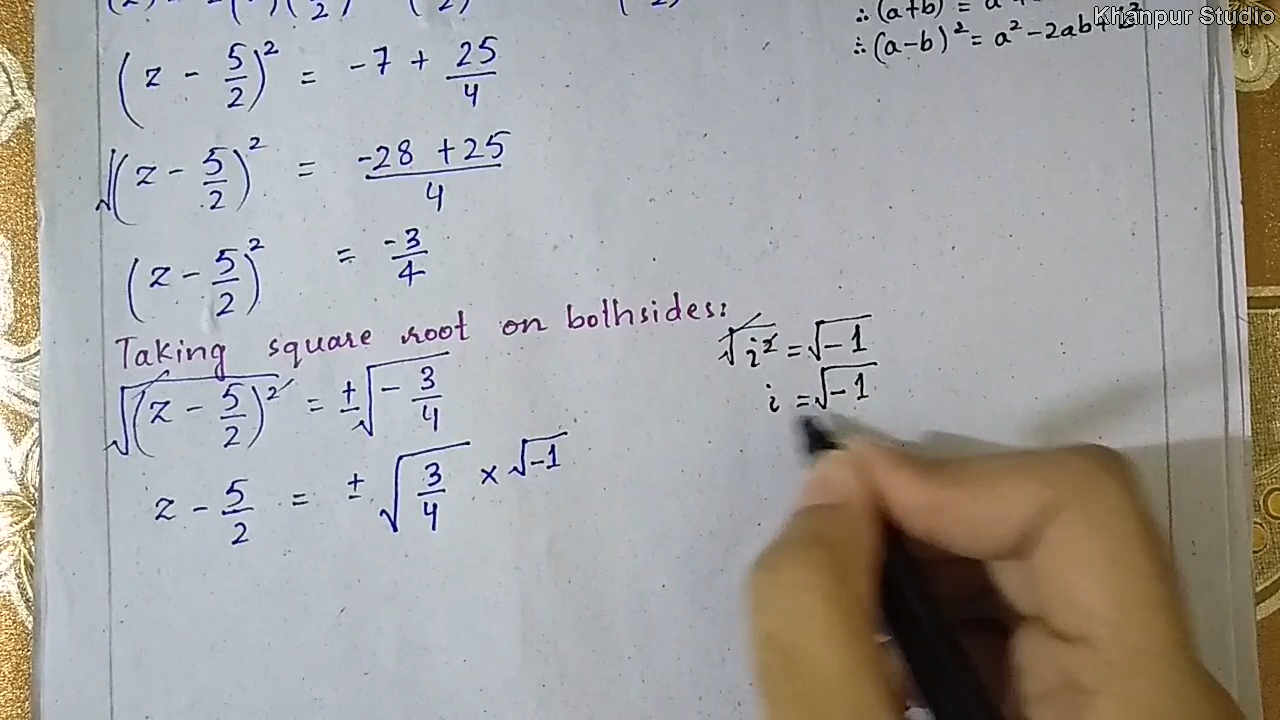 Khanpur Studio
∴ (a-b)² = a² - 2ab + b²
(z - 5/2)² = -7 + 25/4
√(z - 5/2)² = (-28 + 25)/4
(z - 5/2)² = -3/4
Taking square root on bothsides:
√(z - 5/2)² = ±√(-3/4)
√i² = √-1
i = √-1
z - 5/2 = ± √(3/4) × √-1